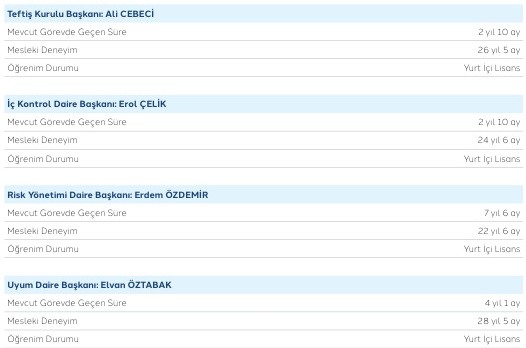 Teftiş Kurulu Başkanı: Ali CEBECİ
Mevcut Görevde Geçen Süre 2 yıl 10 ay
Mesleki Deneyim 26 yıl 5 ay
Öğrenim Durumu Yurt İçi Lisans
İç Kontrol Daire Başkanı: Erol ÇELİK
Mevcut Görevde Geçen Süre 2 yıl 10 ay
Mesleki Deneyim 24 yıl 6 ay
Öğrenim Durumu Yurt İçi Lisans
Risk Yönetimi Daire Başkanı: Erdem ÖZDEMİR
Mevcut Görevde Geçen Süre 7 yıl 6 ay
Mesleki Deneyim 22 yıl 6 ay
Öğrenim Durumu Yurt İçi Lisans
Uyum Daire Başkanı: Elvan ÖZTABAK
Mevcut Görevde Geçen Süre 4 yıl 1 ay
Mesleki Deneyim 28 yıl 5 ay
Öğrenim Durumu Yurt İçi Lisans